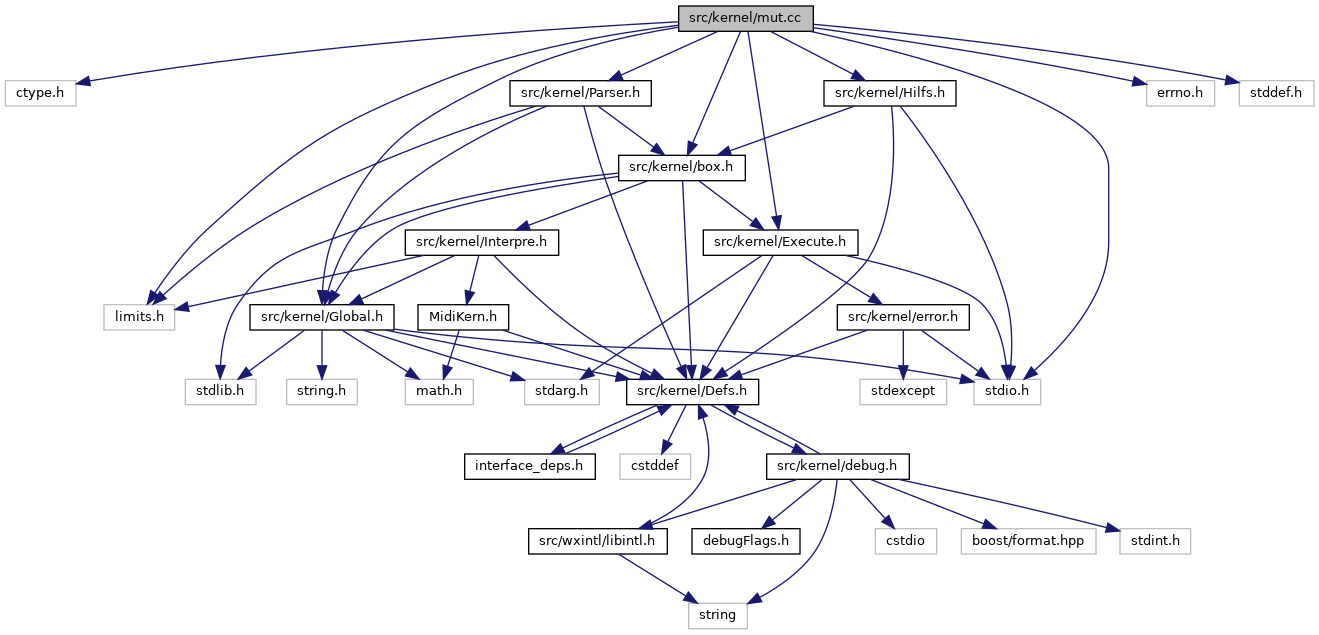 src/kernel/mut.cc
ctype.h
src/kernel/Parser.h
src/kernel/Hilfs.h
errno.h
stddef.h
src/kernel/box.h
src/kernel/Interpre.h
src/kernel/Execute.h
limits.h
src/kernel/Global.h
MidiKern.h
src/kernel/error.h
stdlib.h
string.h
math.h
stdarg.h
src/kernel/Defs.h
stdexcept
stdio.h
interface_deps.h
cstddef
src/kernel/debug.h
src/wxintl/libintl.h
debugFlags.h
cstdio
boost/format.hpp
stdint.h
string